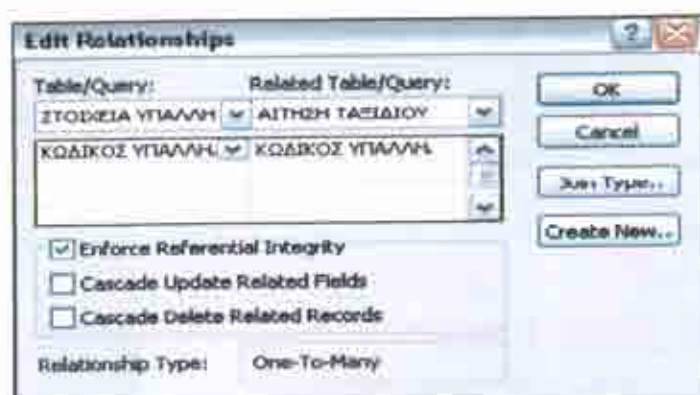 Edit Relationships
Table/Query: Related Table/Query:
ΣΤΟΙΧΕΙΑ ΥΠΑΛΛΗ ΑΙΤΗΣΗ ΤΑΞΙΔΙΟΥ
ΚΩΔΙΚΟΣ ΥΠΑΛΛΗ ΚΩΔΙΚΟΣ ΥΠΑΛΛΗ
Enforce Referential Integrity
Cascade Update Related Fields
Cascade Delete Related Records
Relationship Type: One-To-Many
OK
Cancel
Join Type..
Create New..